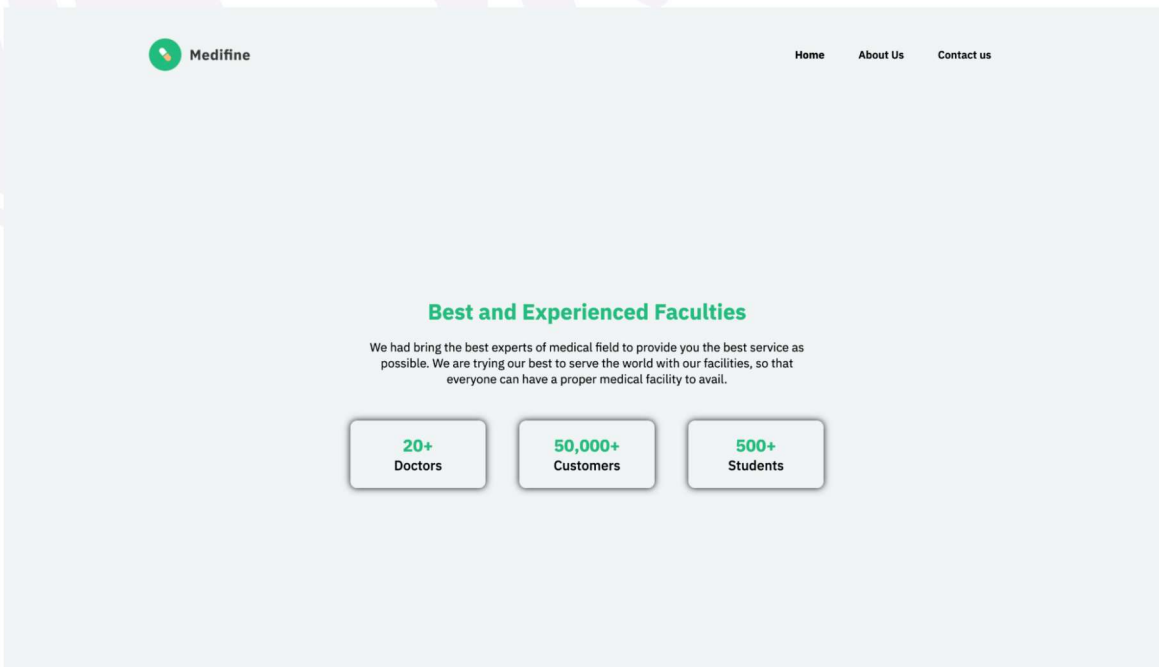 Medifine
Home About Us Contact us
Best and Experienced Faculties
We had bring the best experts of medical field to provide you the best service as
possible. We are trying our best to serve the world with our facilities, so that
everyone can have a proper medical facility to avail.
20+
Doctors
50,000+
Customers
500+
Students